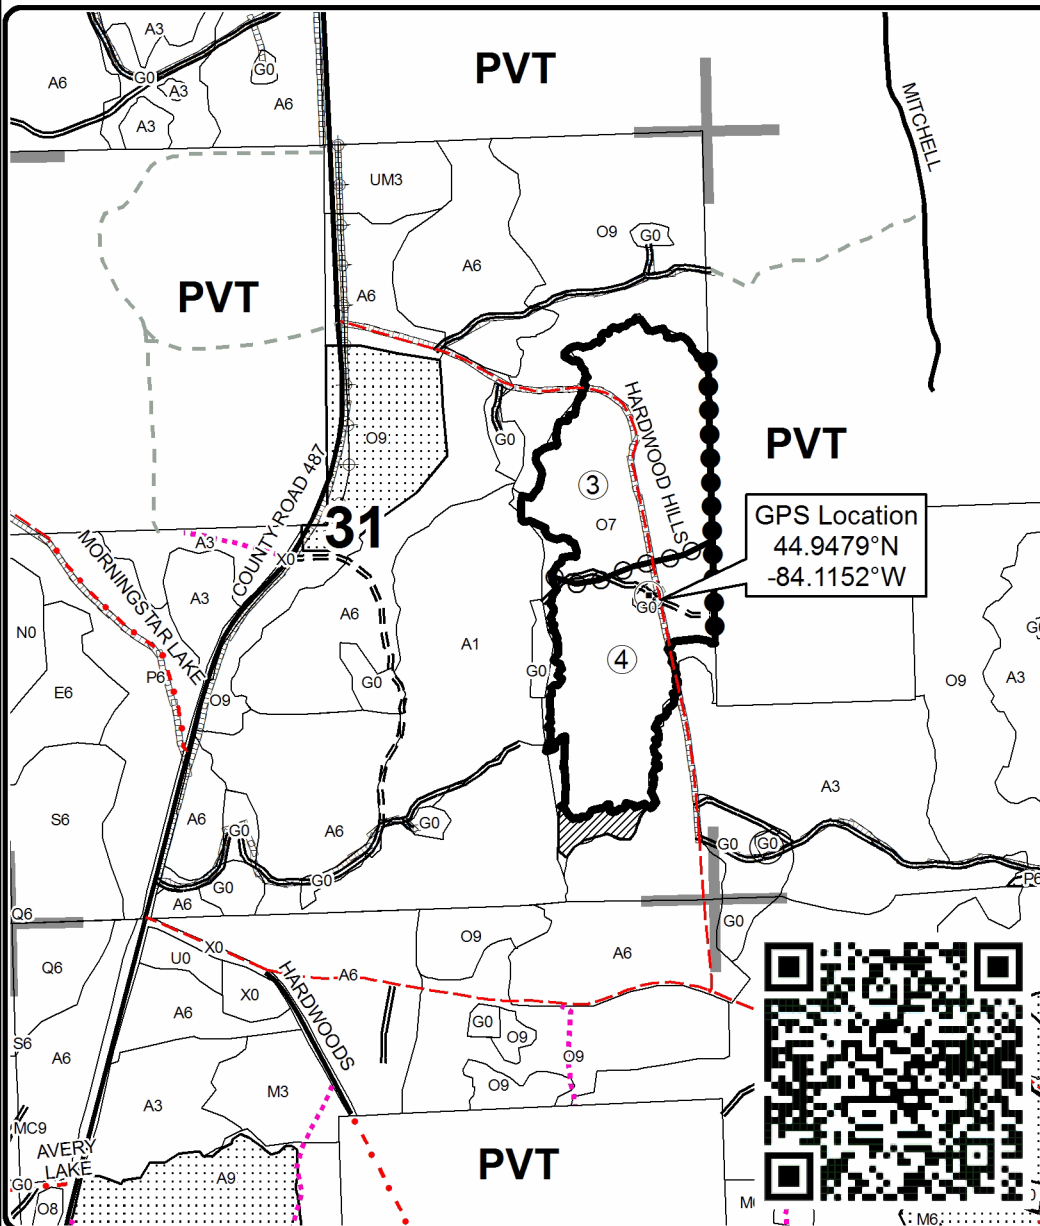 A3
PVT
A6
G0
G0
A3
A6
A3
MITCHELL
UM3
O9
G0
A6
PVT
A6
HARDWOOD HILLS
O9
G0
PVT
COUNTY ROAD 487
3
GPS Location
44.9479°N
-84.1152°W
31
O7
A3
X0
MORNINGSTAR LAKE
A3
A6
G0
N0
A1
G0
4
P6
G0
E6
O9
O9
A3
A3
S6
A6
G0
A6
G0
G0
G0
G0
G0
P6
A6
Q6
G0
X0
O9
A6
U0
Q6
A6
X0
HARDWOODS
A6
G0
S6
O9
A6
O9
O9
A3
M3
MC9
AVERY
LAKE
PVT
G0
A9
O8
M6